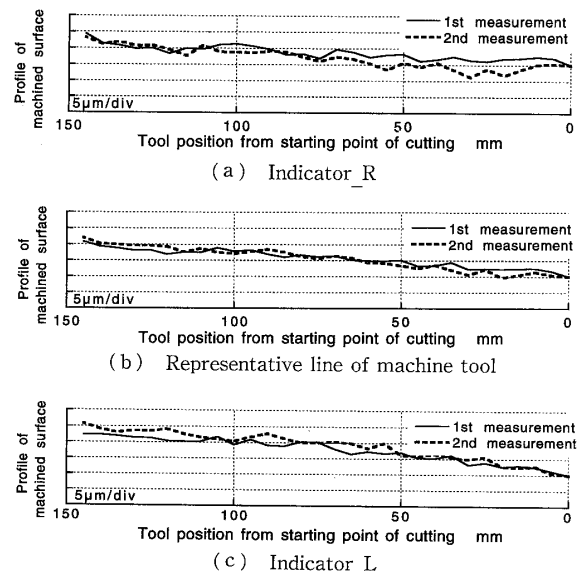 Profile of
machined surface
1st measurement
2nd measurement
5μm/div
150 100 50 0
Tool position from starting point of cutting mm
(a) Indicator_R
Profile of
machined surface
1st measurement
2nd measurement
5μm/div
150 100 50 0
Tool position from starting point of cutting mm
(b) Representative line of machine tool
Profile of
machined surface
1st measurement
2nd measurement
5μm/div
150 100 50 0
Tool position from starting point of cutting mm
(c) Indicator L